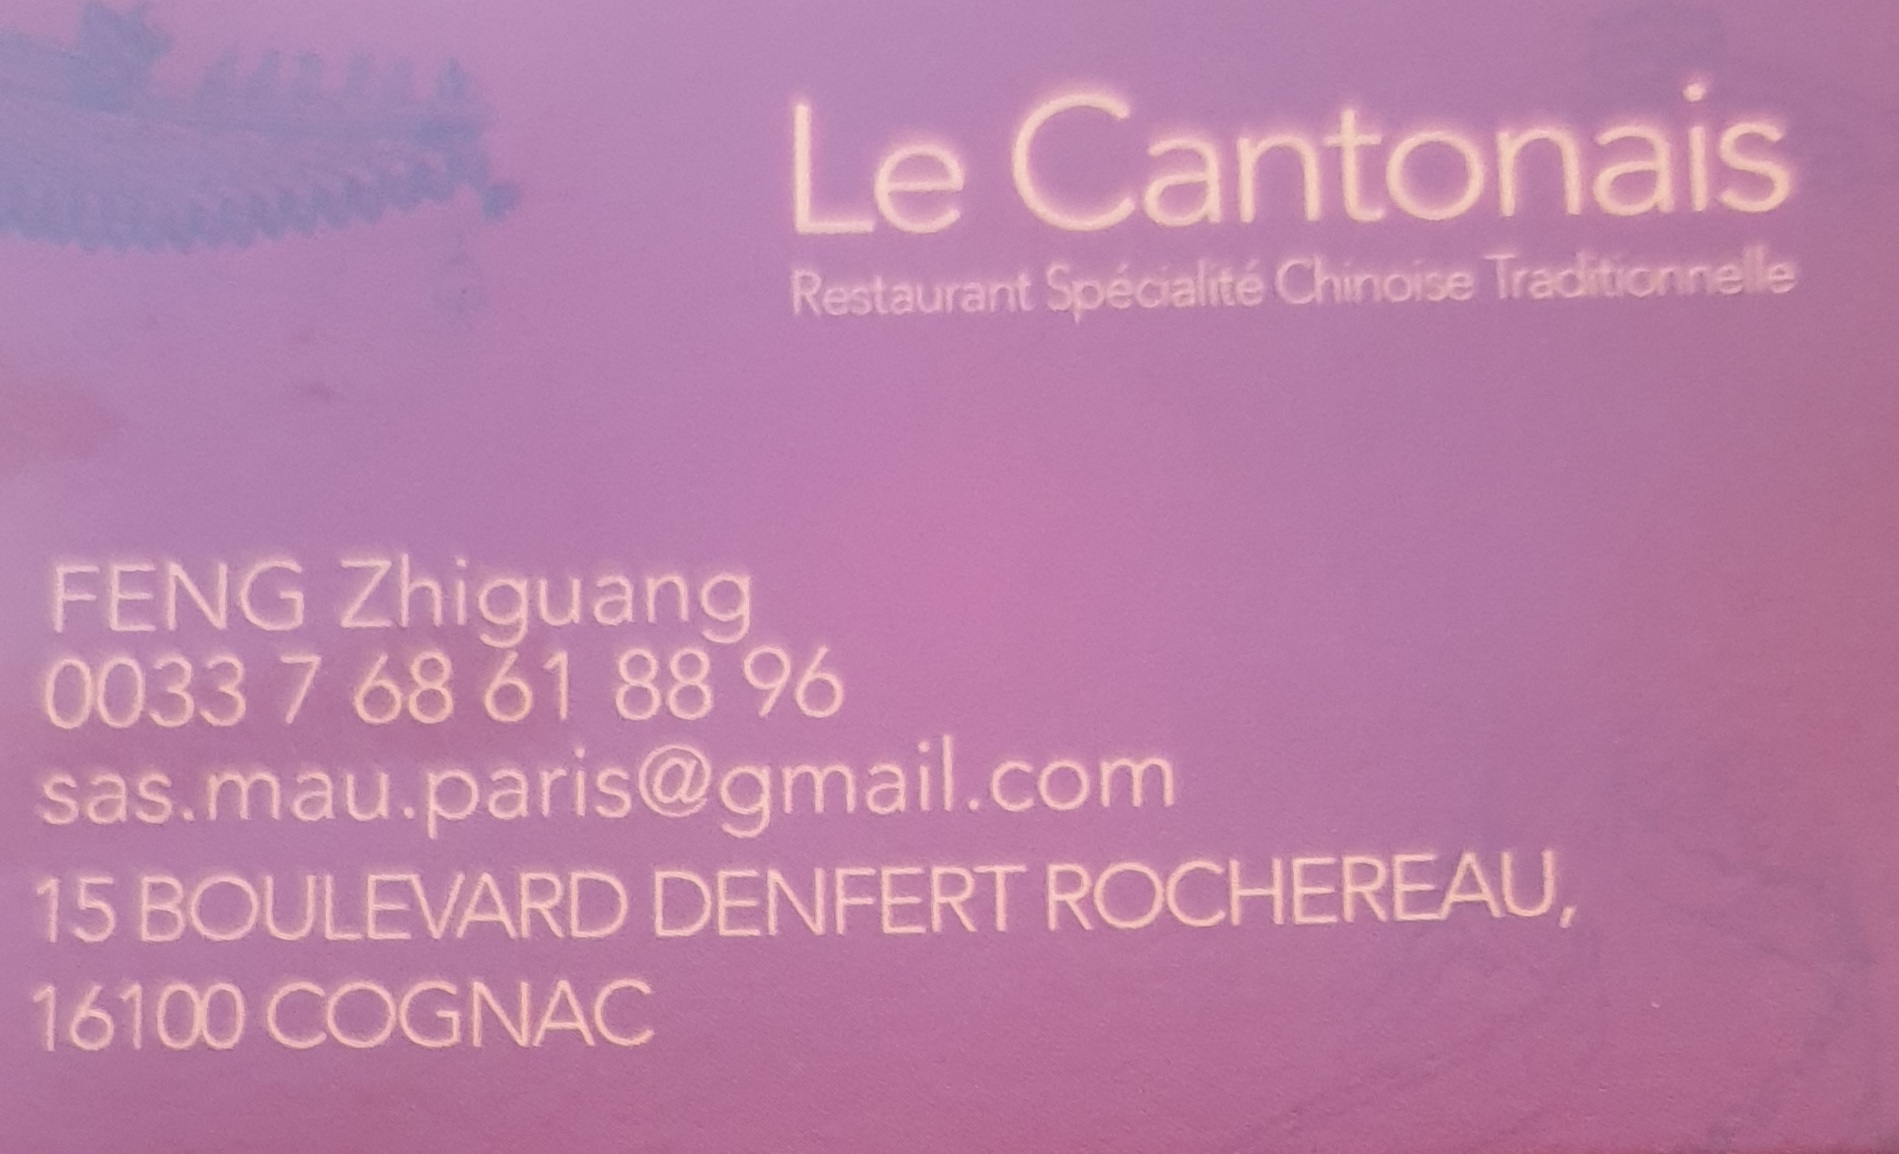 Le Cantonais
Restaurant Spécialité Chinoise Traditionnelle
FENG Zhiguang
0033 7 68 61 88 96
sas.mau.paris@gmail.com
15 BOULEVARD DENFERT ROCHEREAU,
16100 COGNAC